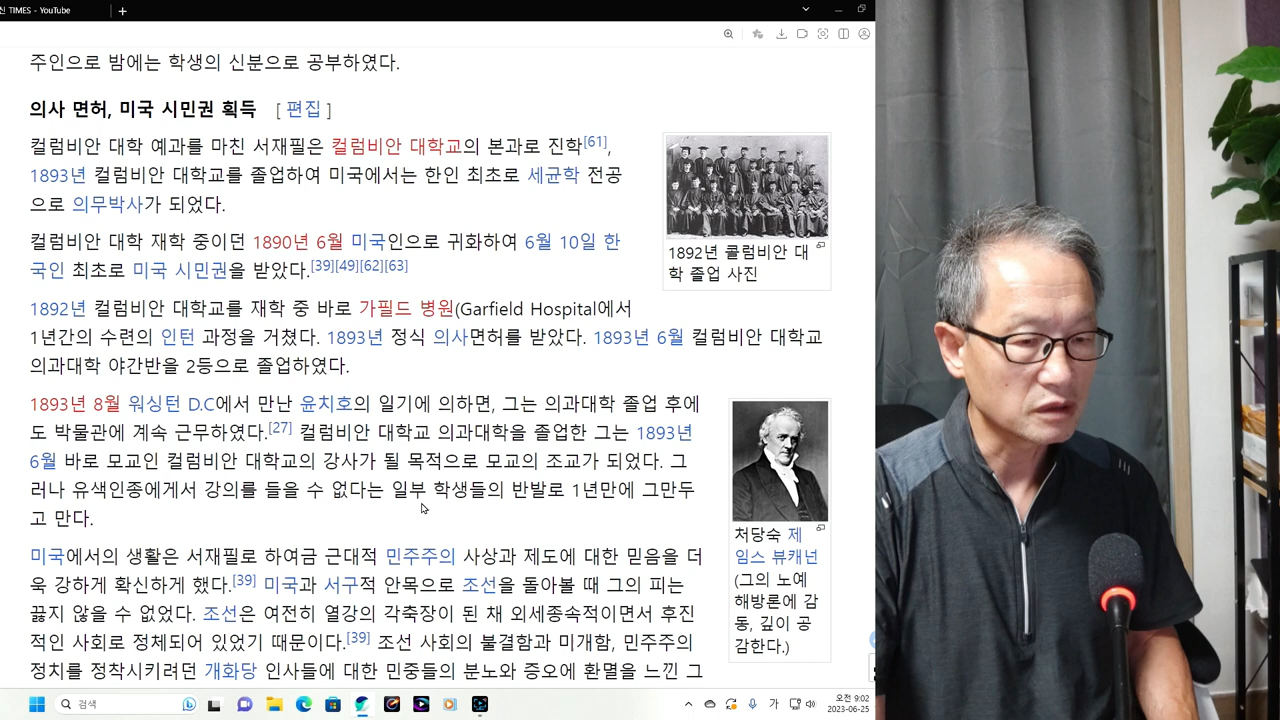 신 TIMES - YouTube
주인으로 밤에는 학생의 신분으로 공부하였다.
의사 면허, 미국 시민권 획득 [ 편집 ]
컬럼비안 대학 예과를 마친 서재필은 컬럼비안 대학교의 본과로 진학[61],
1893년 컬럼비안 대학교를 졸업하여 미국에서는 한인 최초로 세균학 전공
으로 의무박사가 되었다.
컬럼비안 대학 재학 중이던 1890년 6월 미국인으로 귀화하여 6월 10일 한
국인 최초로 미국 시민권을 받았다.[39][49][62][63]
1892년 콜럼비안 대
학 졸업 사진
1892년 컬럼비안 대학교를 재학 중 바로 가필드 병원(Garfield Hospital에서
1년간의 수련의 인턴 과정을 거쳤다. 1893년 정식 의사면허를 받았다. 1893년 6월 컬럼비안 대학교
의과대학 야간반을 2등으로 졸업하였다.
1893년 8월 워싱턴 D.C에서 만난 윤치호의 일기에 의하면, 그는 의과대학 졸업 후에
도 박물관에 계속 근무하였다.[27] 컬럼비안 대학교 의과대학을 졸업한 그는 1893년
6월 바로 모교인 컬럼비안 대학교의 강사가 될 목적으로 모교의 조교가 되었다. 그
러나 유색인종에게서 강의를 들을 수 없다는 일부 학생들의 반발로 1년만에 그만두
고 만다.
미국에서의 생활은 서재필로 하여금 근대적 민주주의 사상과 제도에 대한 믿음을 더
욱 강하게 확신하게 했다.[39] 미국과 서구적 안목으로 조선을 돌아볼 때 그의 피는
끓지 않을 수 없었다. 조선은 여전히 열강의 각축장이 된 채 외세종속적이면서 후진
적인 사회로 정체되어 있었기 때문이다.[39] 조선 사회의 불결함과 미개함, 민주주의
정치를 정착시키려던 개화당 인사들에 대한 민중들의 분노와 증오에 환멸을 느낀 그
처당숙 제
임스 뷰캐넌
(그의 노예
해방론에 감
동, 깊이 공
감한다.)
검색
가
오전 9:02
2023-06-25